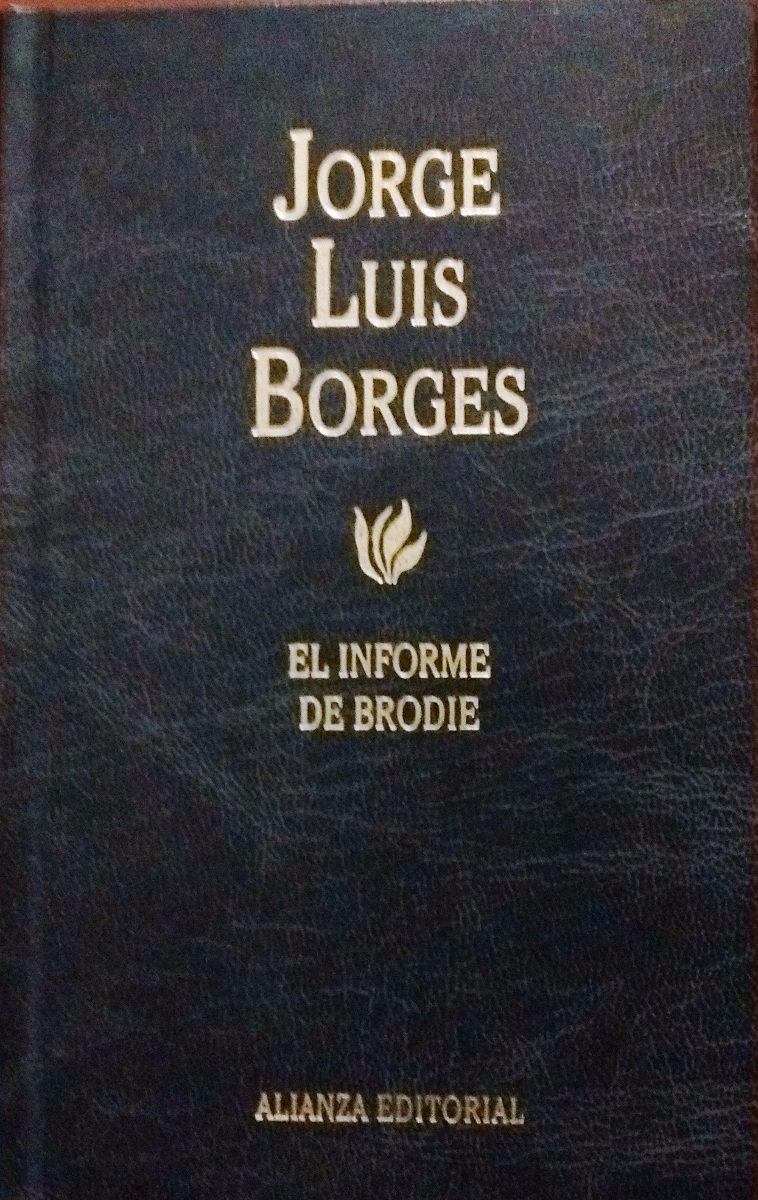 JORGE
LUIS
BORGES
EL INFORME
DE BRODIE
ALIANZA EDITORIAL